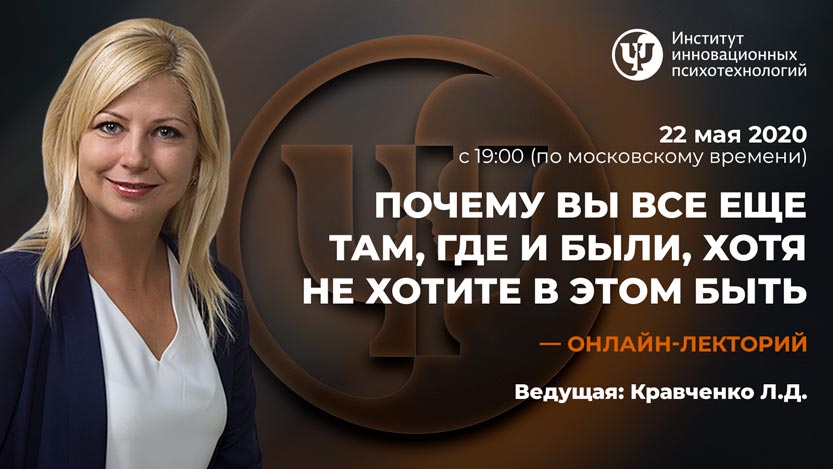 Институт
инновационных
психотехнологий
22 мая 2020
с 19:00 (по московскому времени)
ПОЧЕМУ ВЫ ВСЕ ЕЩЕ
ТАМ, ГДЕ И БЫЛИ, ХОТЯ
НЕ ХОТИТЕ В ЭТОМ БЫТЬ
— ОНЛАЙН-ЛЕКТОРИЙ
Ведущая: Кравченко Л.Д.